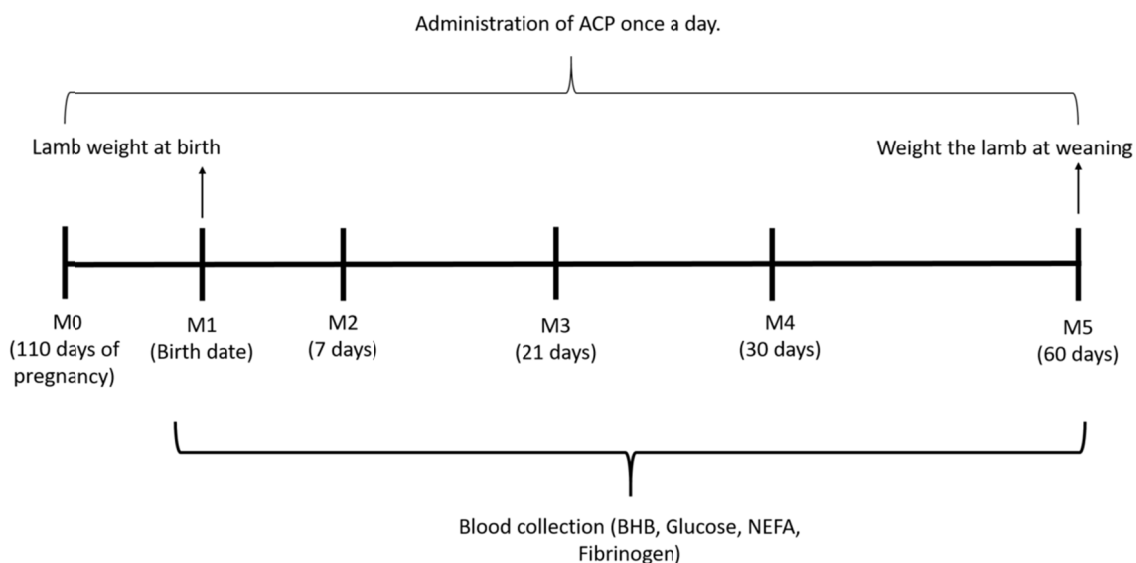 Administration of ACP once a day.
Lamb weight at birth
Weight the lamb at weaning
M0
(110 days of
pregnancy)
M1
(Birth date)
M2
(7 days)
M3
(21 days)
M4
(30 days)
M5
(60 days)
Blood collection (BHB, Glucose, NEFA,
Fibrinogen)